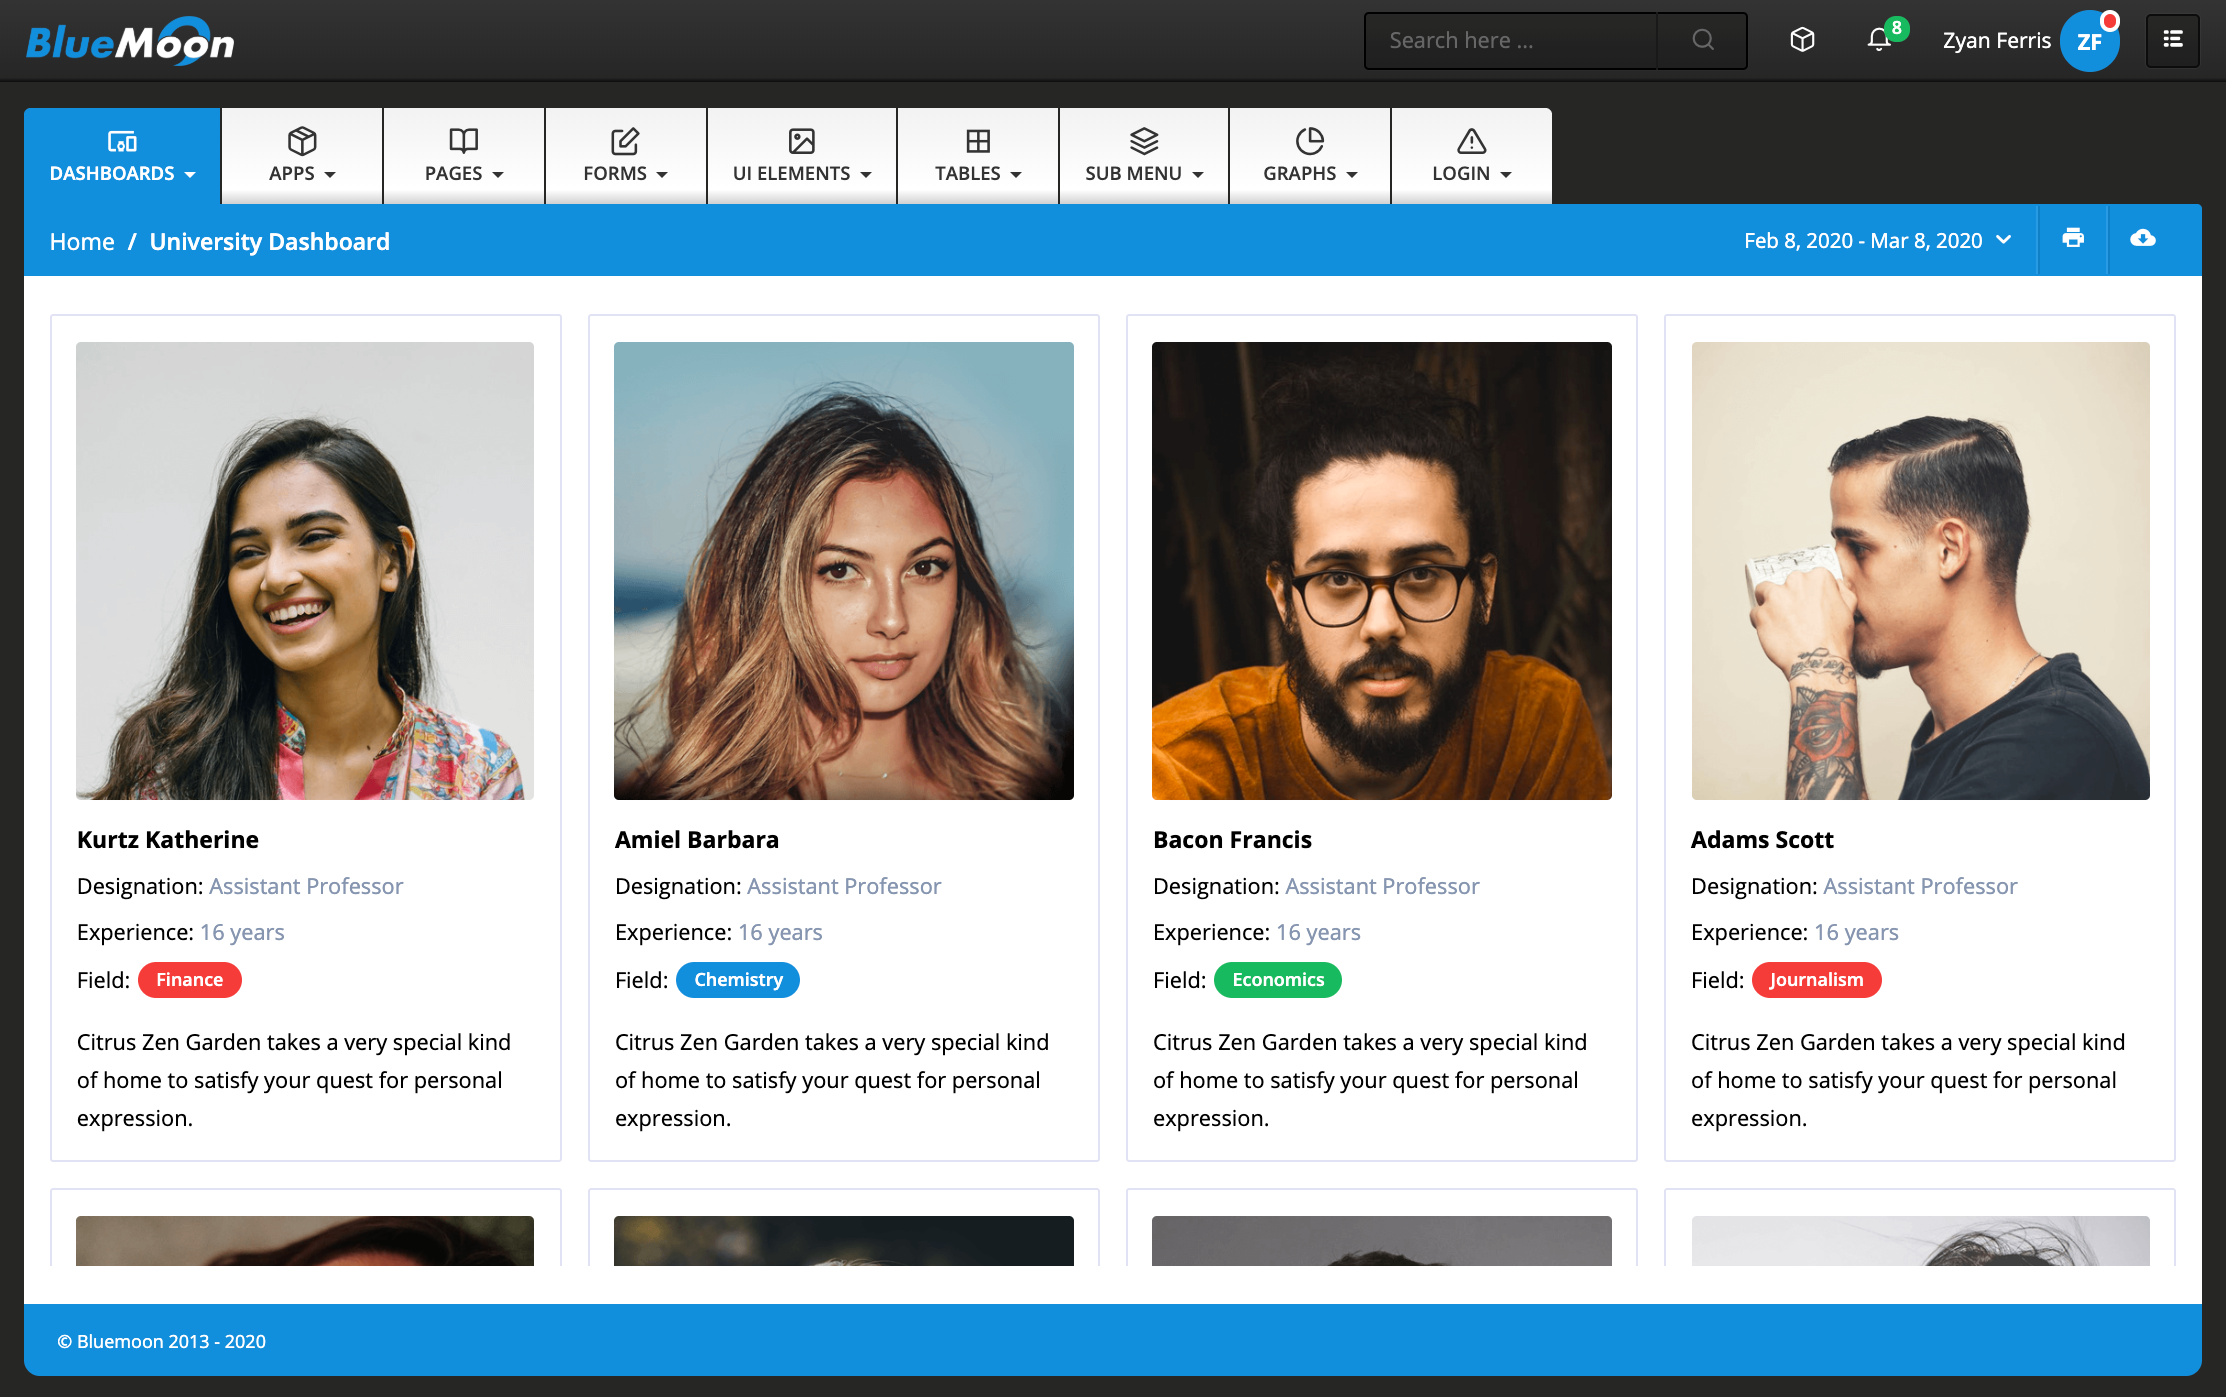 BlueMoon
Search here ...
8
Zyan Ferris
ZF
DASHBOARDS
APPS
PAGES
FORMS
UI ELEMENTS
TABLES
SUB MENU
GRAPHS
LOGIN
Home / University Dashboard
Feb 8, 2020 - Mar 8, 2020
Kurtz Katherine
Designation: Assistant Professor
Experience: 16 years
Field: Finance
Citrus Zen Garden takes a very special kind
of home to satisfy your quest for personal
expression.
Amiel Barbara
Designation: Assistant Professor
Experience: 16 years
Field: Chemistry
Citrus Zen Garden takes a very special kind
of home to satisfy your quest for personal
expression.
Bacon Francis
Designation: Assistant Professor
Experience: 16 years
Field: Economics
Citrus Zen Garden takes a very special kind
of home to satisfy your quest for personal
expression.
Adams Scott
Designation: Assistant Professor
Experience: 16 years
Field: Journalism
Citrus Zen Garden takes a very special kind
of home to satisfy your quest for personal
expression.
© Bluemoon 2013 - 2020